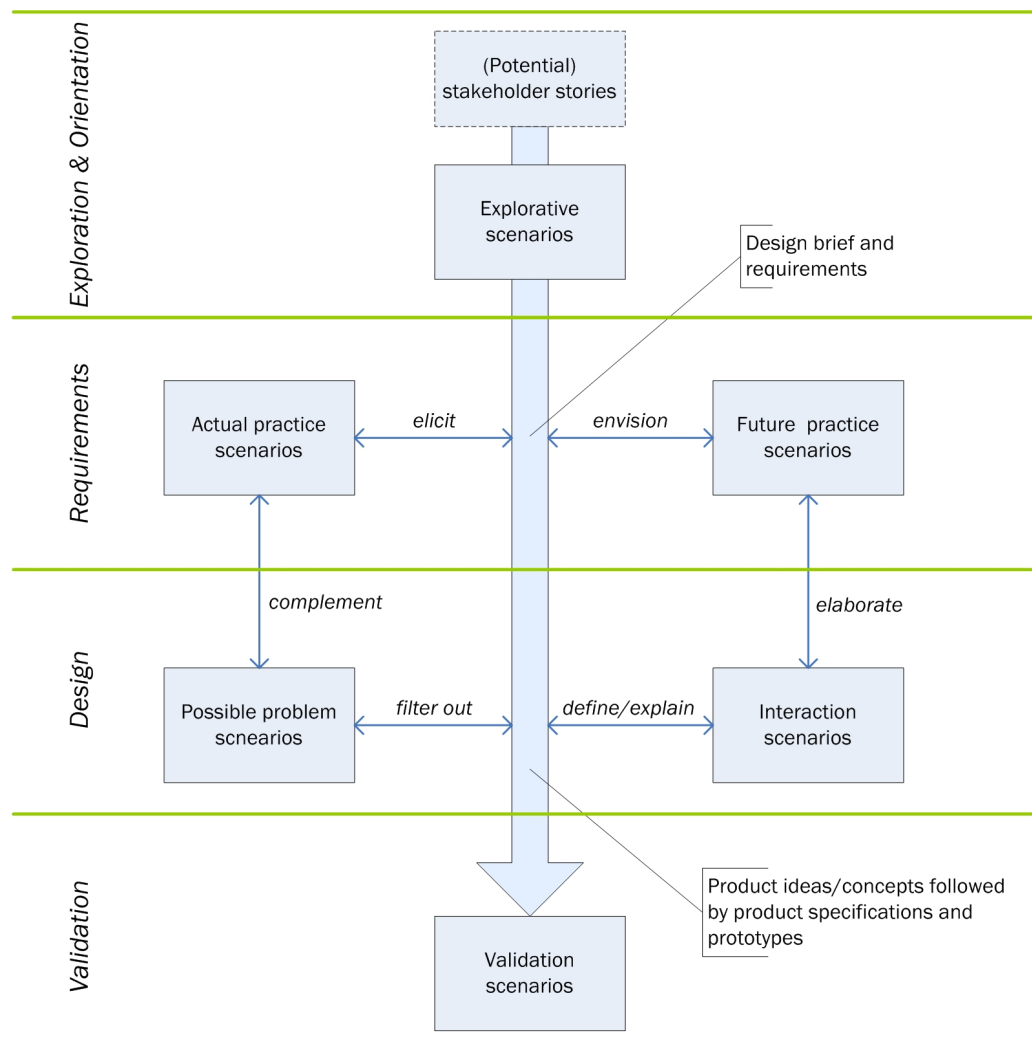 Exploration & Orientation
(Potential)
stakeholder stories
Explorative
scenarios
Design brief and
requirements
Requirements
Actual practice
scenarios
elicit
envision
Future practice
scenarios
complement
elaborate
Design
Possible problem
scnearios
filter out
define/explain
Interaction
scenarios
Validation
Product ideas/concepts followed
by product specifications and
prototypes
Validation
scenarios